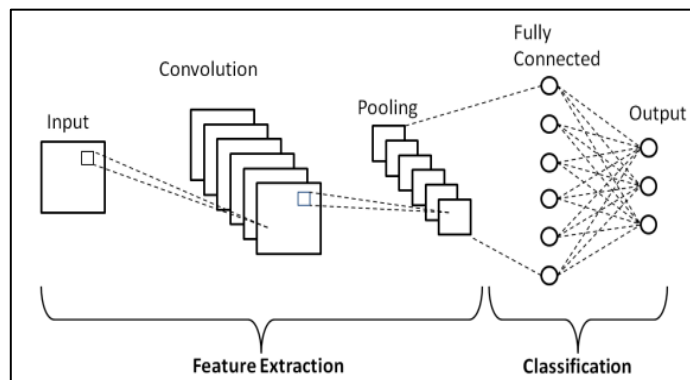 Input
Convolution
Pooling
Fully
Connected
Output
Feature Extraction
Classification